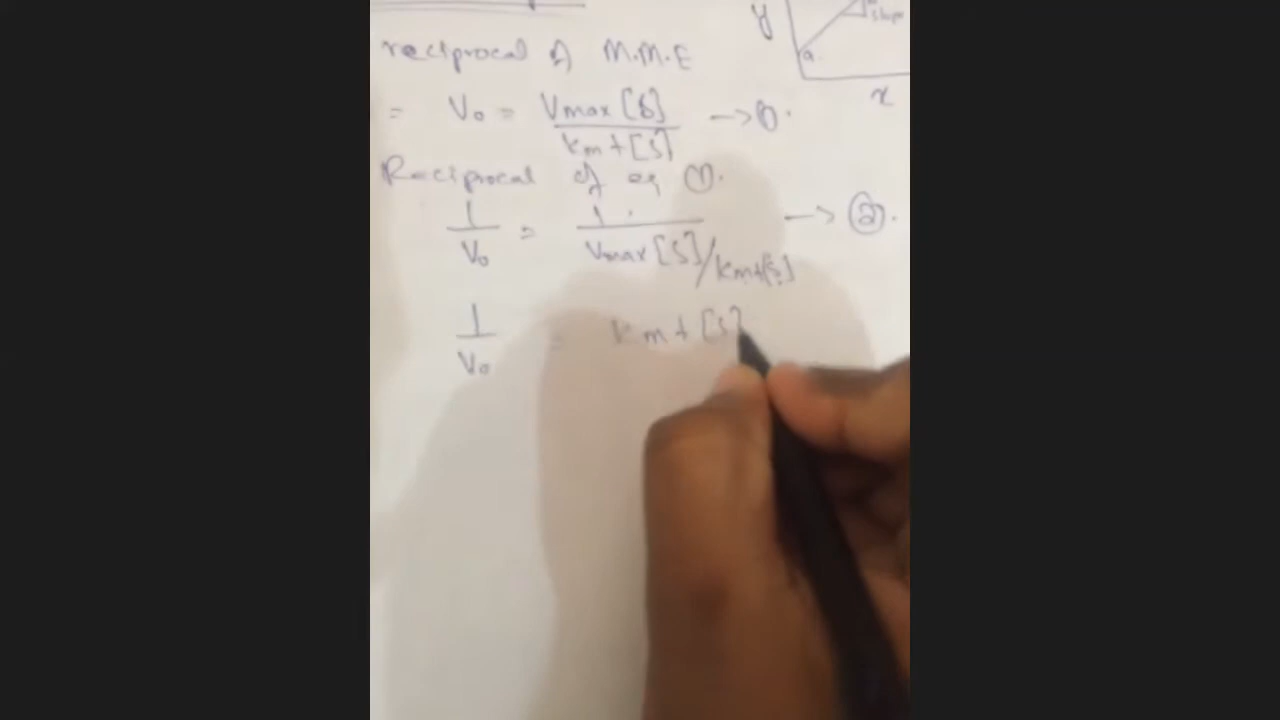 y
slope
a
x
reciprocal of M.M.E
= V₀ = Vmax [S] / Km + [S] → ①.
Reciprocal of eq ①.
1 / V₀ = 1 / Vmax [S] / Km+[S] → ②.
1 / V₀ = Km + [S]